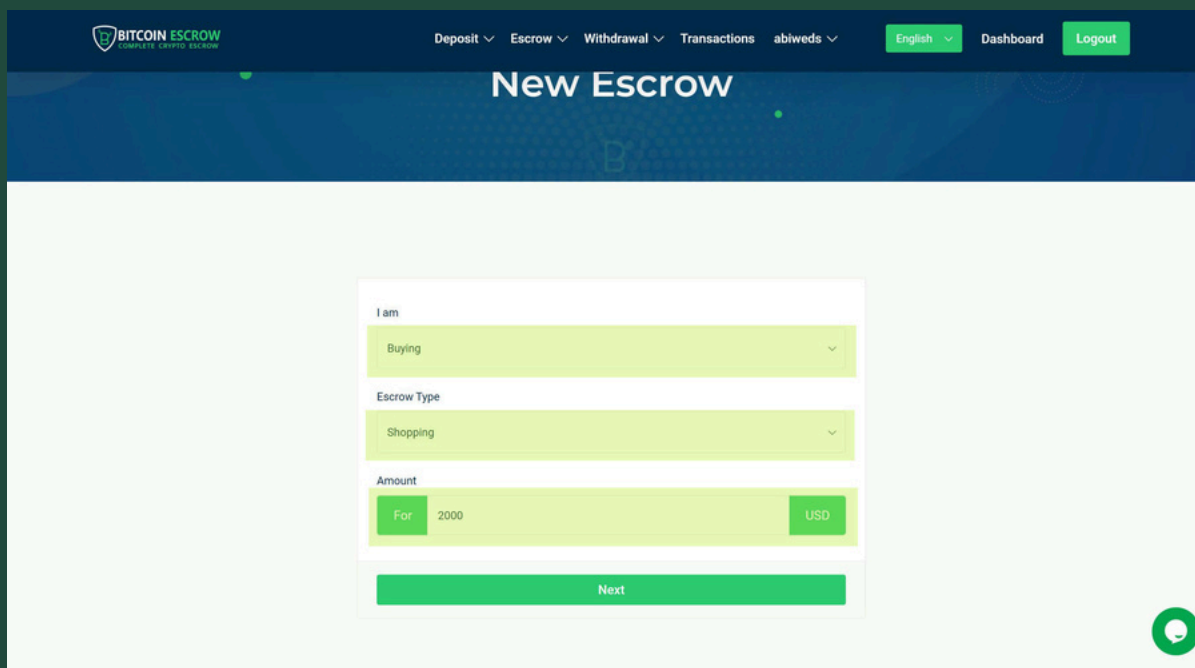 BITCOIN ESCROW
COMPLETE CRYPTO ESCROW
Deposit Escrow Withdrawal Transactions abiweds English Dashboard Logout
New Escrow
I am
Buying
Escrow Type
Shopping
Amount
For 2000 USD
Next